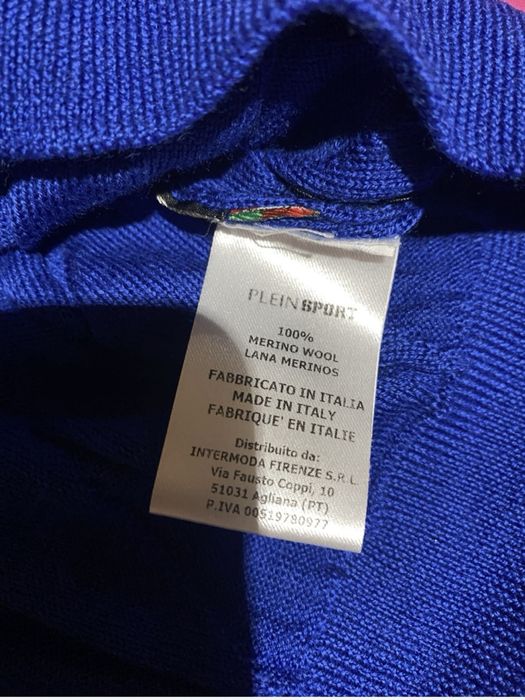 PLEIN SPORT
100%
MERINO WOOL
LANA MERINOS
FABBRICATO IN ITALIA
MADE IN ITALY
FABRIQUE' EN ITALIE
Distribuito da:
INTERMODA FIRENZE S.R.L.
Via Fausto Coppi, 10
51031 Agliana (PT)
P.IVA 00519780977